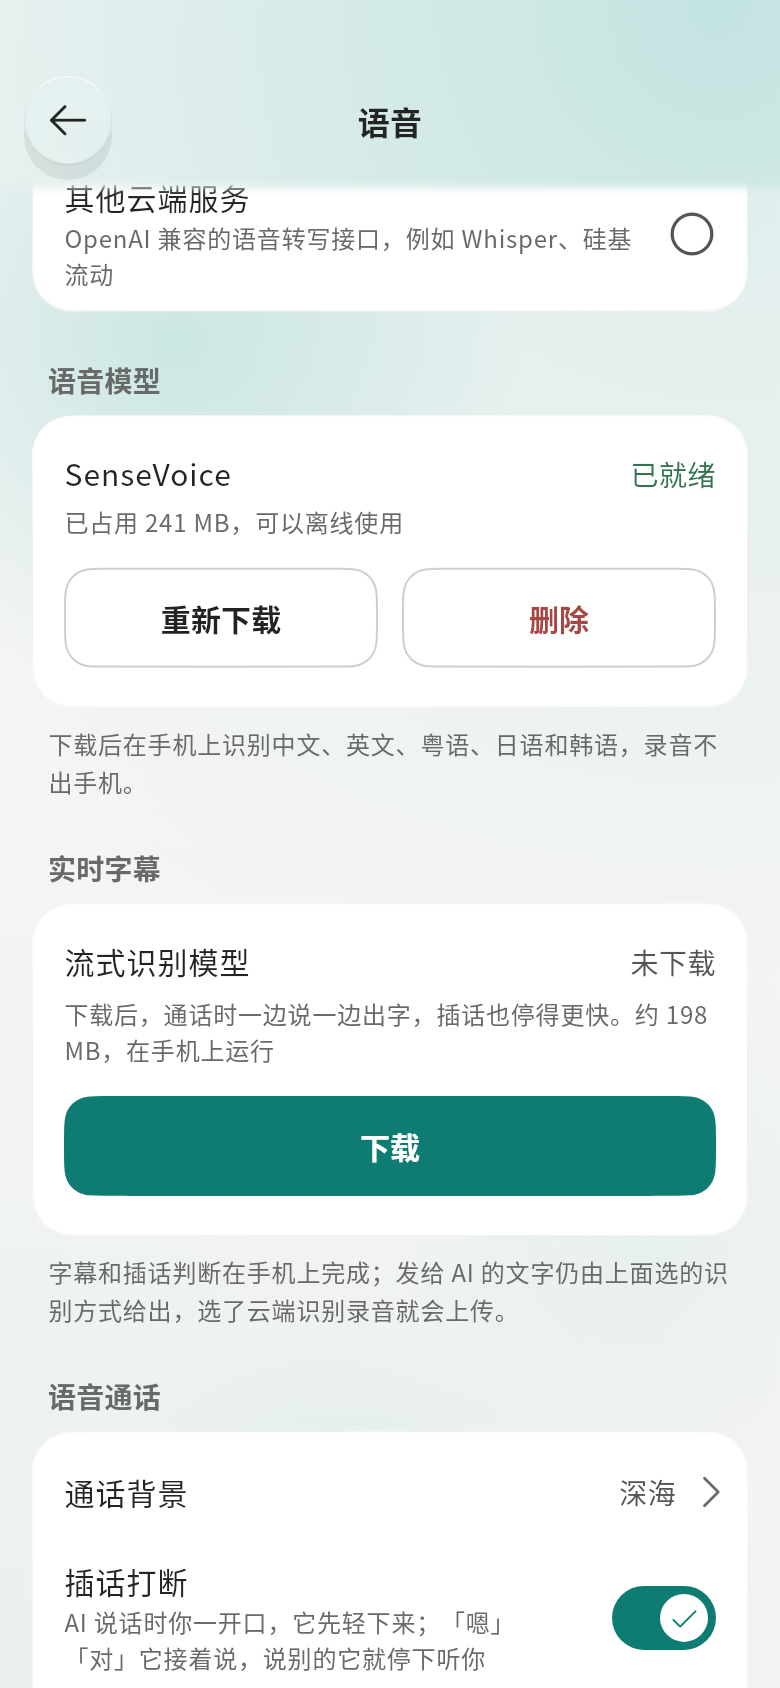 语音
其他云端服务
OpenAI 兼容的语音转写接口，例如 Whisper、硅基
流动
语音模型
SenseVoice
已就绪
已占用 241 MB，可以离线使用
重新下载
删除
下载后在手机上识别中文、英文、粤语、日语和韩语，录音不
出手机。
实时字幕
流式识别模型
未下载
下载后，通话时一边说一边出字，插话也停得更快。约 198
MB，在手机上运行
下载
字幕和插话判断在手机上完成；发给 AI 的文字仍由上面选的识
别方式给出，选了云端识别录音就会上传。
语音通话
通话背景
深海
插话打断
AI 说话时你一开口，它先轻下来；「嗯」
「对」它接着说，说别的它就停下听你